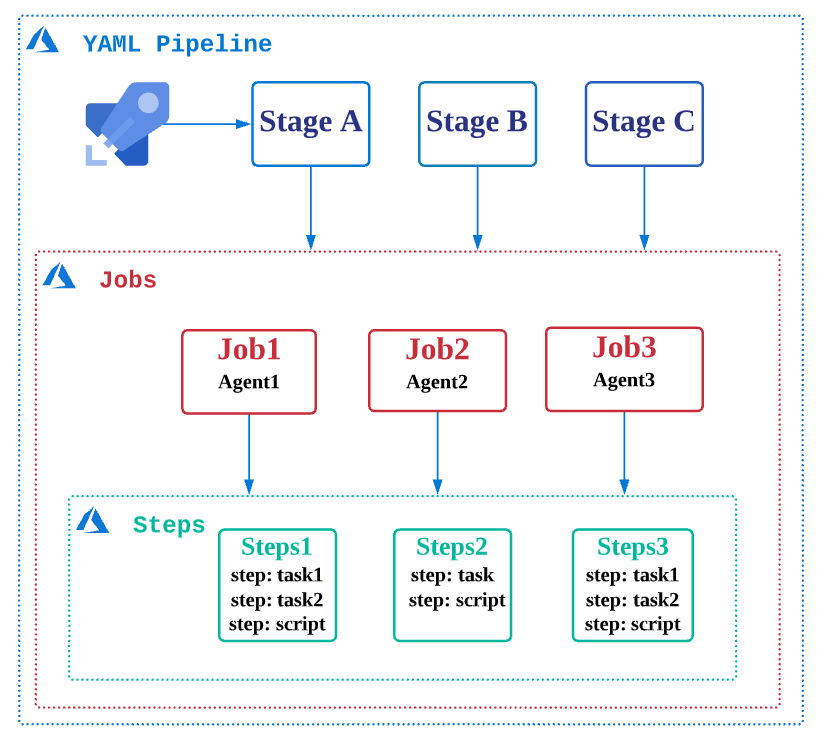 YAML Pipeline
Stage A
Stage B
Stage C
Jobs
Job1
Agent1
Job2
Agent2
Job3
Agent3
Steps
Steps1
step: task1
step: task2
step: script
Steps2
step: task
step: script
Steps3
step: task1
step: task2
step: script